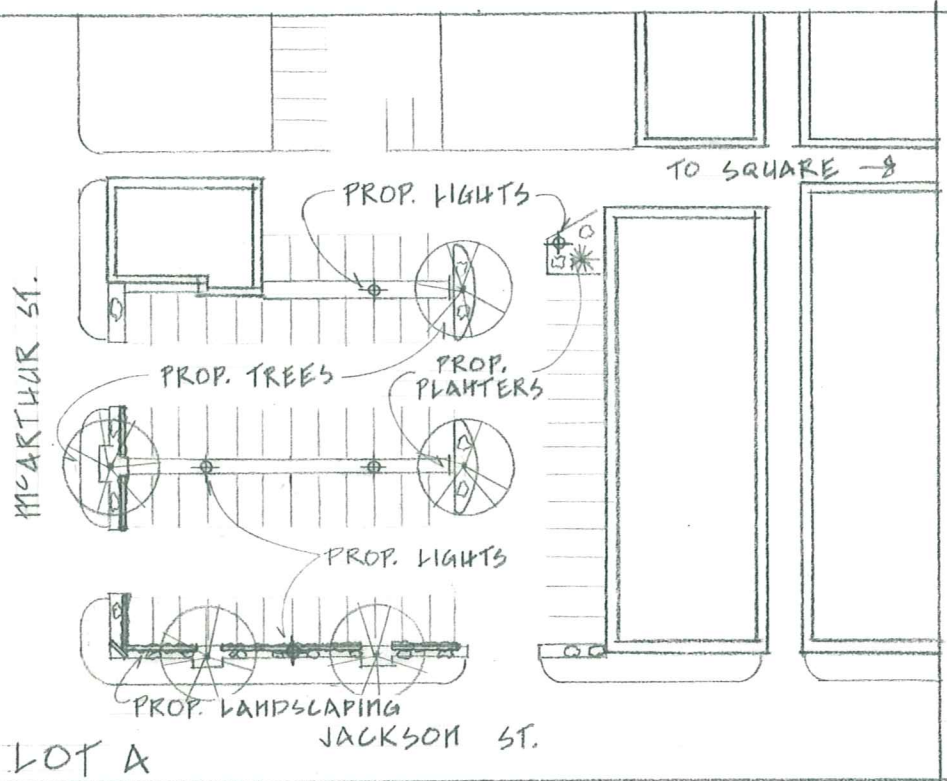 TO SQUARE →
PROP. LIGHTS
McARTHUR ST.
PROP. TREES
PROP.
PLANTERS
PROP. LIGHTS
PROP. LANDSCAPING
JACKSON ST.
LOT A